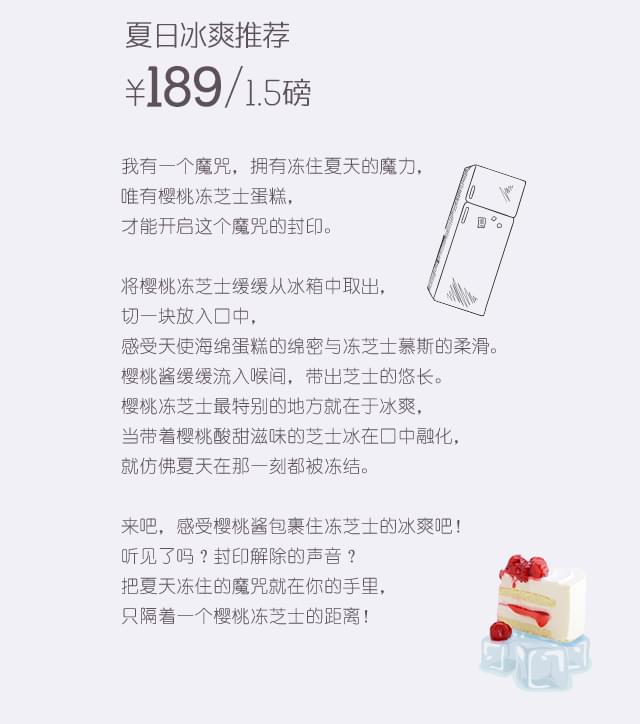 夏日冰爽推荐
¥189/1.5磅
我有一个魔咒，拥有冻住夏天的魔力，
唯有樱桃冻芝士蛋糕，
才能开启这个魔咒的封印。
将樱桃冻芝士缓缓从冰箱中取出，
切一块放入口中，
感受天使海绵蛋糕的绵密与冻芝士慕斯的柔滑。
樱桃酱缓缓流入喉间，带出芝士的悠长。
樱桃冻芝士最特别的地方就在于冰爽，
当带着樱桃酸甜滋味的芝士冰在口中融化，
就仿佛夏天在那一刻都被冻结。
来吧，感受樱桃酱包裹住冻芝士的冰爽吧！
听见了吗？封印解除的声音？
把夏天冻住的魔咒就在你的手里，
只隔着一个樱桃冻芝士的距离！